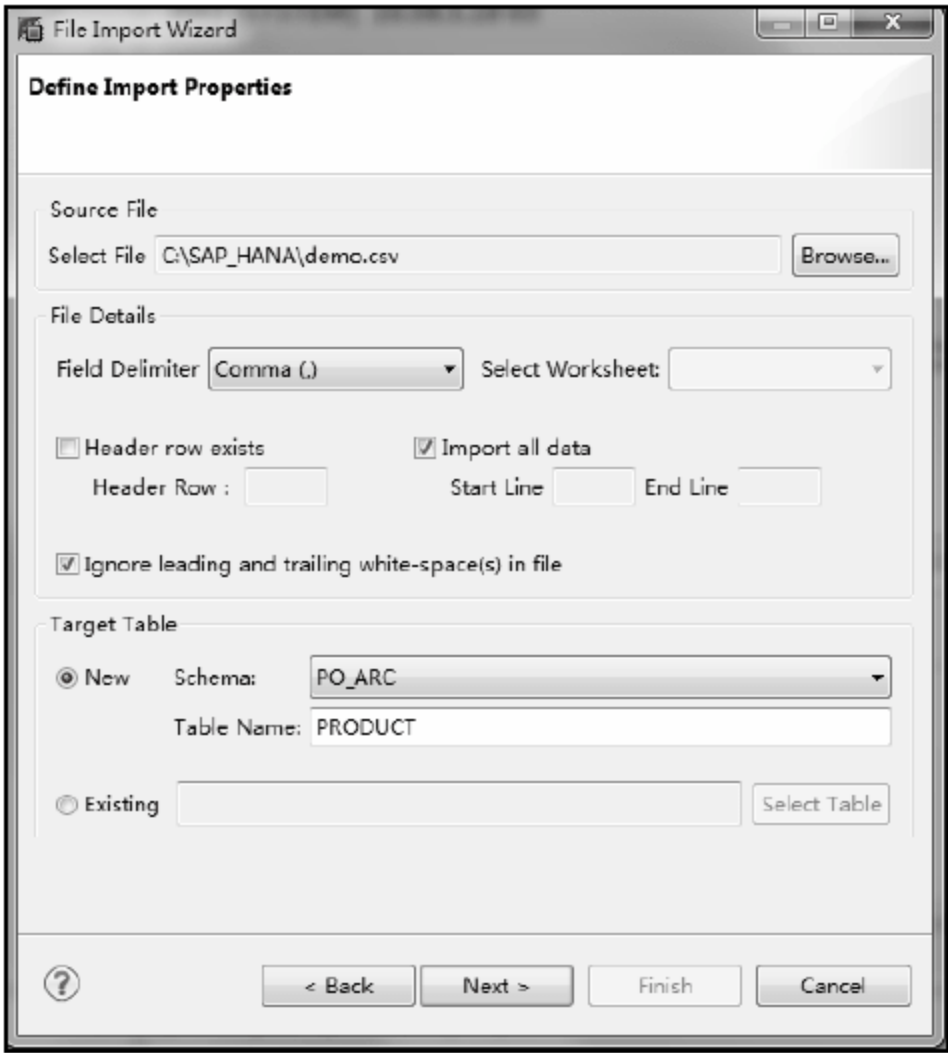 File Import Wizard
Define Import Properties
Source File
Select File C:\SAP_HANA\demo.csv Browse...
File Details
Field Delimiter Comma (,) Select Worksheet:
Header row exists Import all data
Header Row : Start Line End Line
Ignore leading and trailing white-space(s) in file
Target Table
New Schema: PO_ARC
Table Name: PRODUCT
Existing Select Table
? < Back Next > Finish Cancel